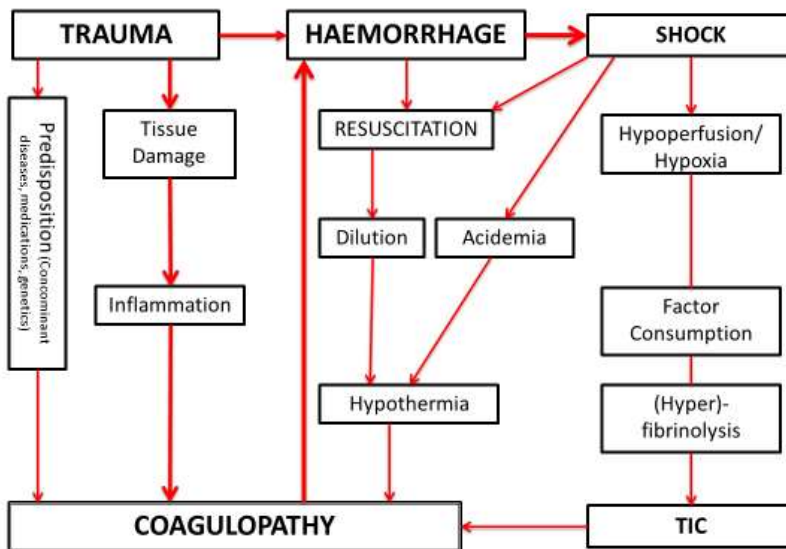 TRAUMA
HAEMORRHAGE
SHOCK
Predisposition (Concominant
diseases, medications, genetics)
Tissue
Damage
RESUSCITATION
Hypoperfusion/
Hypoxia
Dilution
Acidemia
Inflammation
Factor
Consumption
Hypothermia
(Hyper)-
fibrinolysis
COAGULOPATHY
TIC